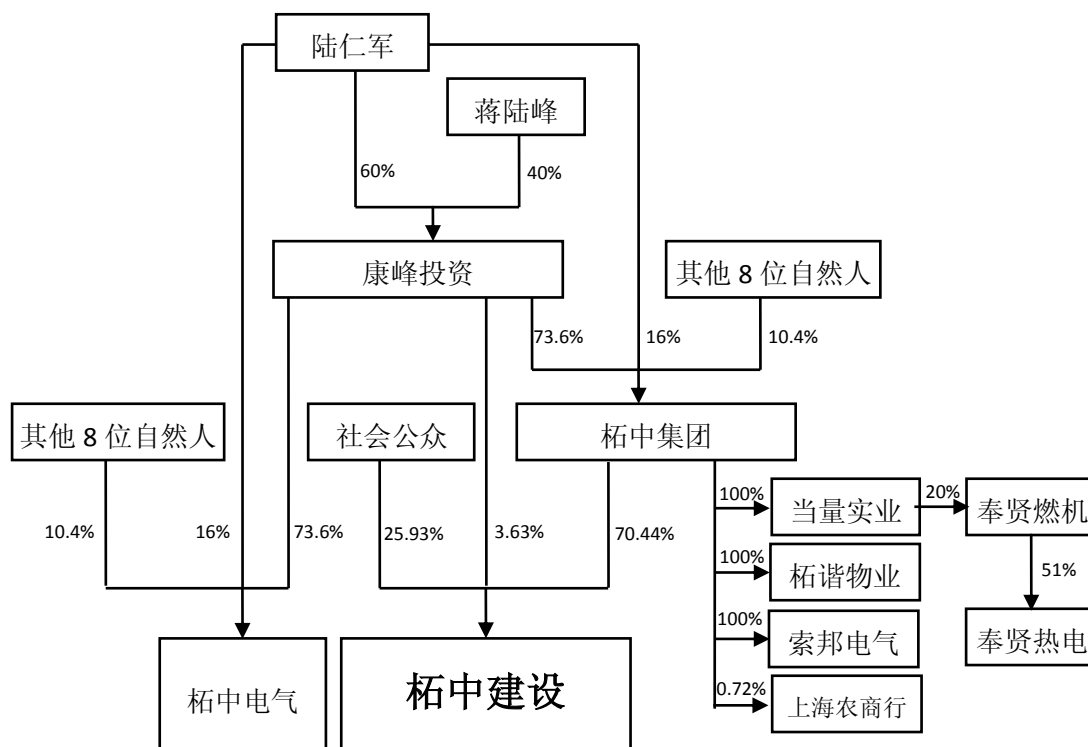 陆仁军
蒋陆峰
60%
40%
康峰投资
其他 8 位自然人
73.6%
16%
10.4%
其他 8 位自然人
社会公众
柘中集团
10.4%
16%
73.6%
25.93%
3.63%
70.44%
100%
当量实业
20%
奉贤燃机
51%
100%
柘谐物业
100%
索邦电气
奉贤热电
0.72%
上海农商行
柘中电气
柘中建设